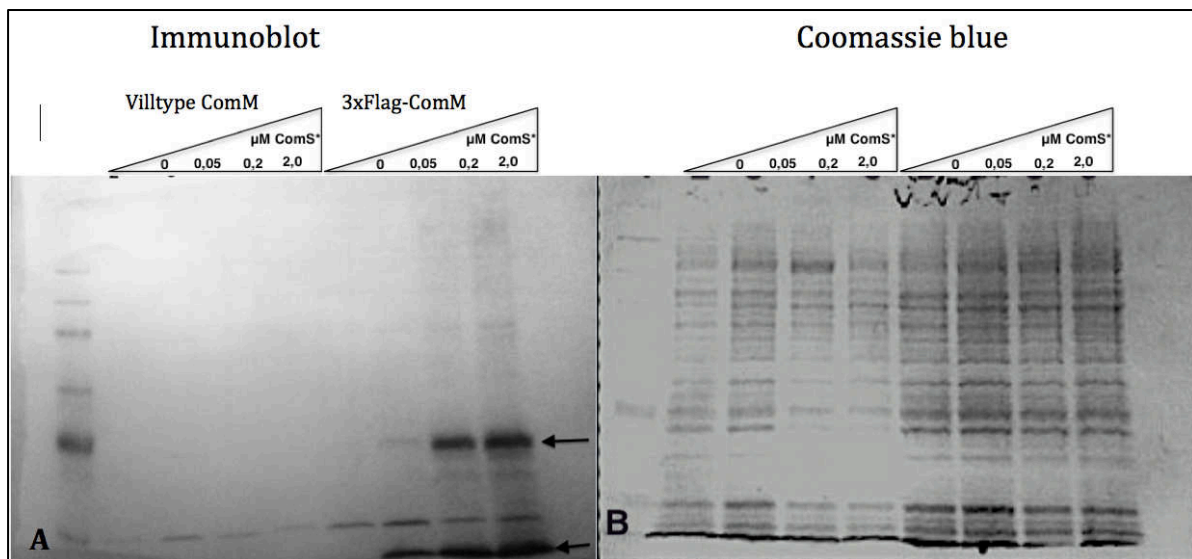 Immunoblot
Coomassie blue
Villtype ComM
3xFlag-ComM
µM ComS*
0 0,05 0,2 2,0
µM ComS*
0 0,05 0,2 2,0
µM ComS*
0 0,05 0,2 2,0
µM ComS*
0 0,05 0,2 2,0
A
B